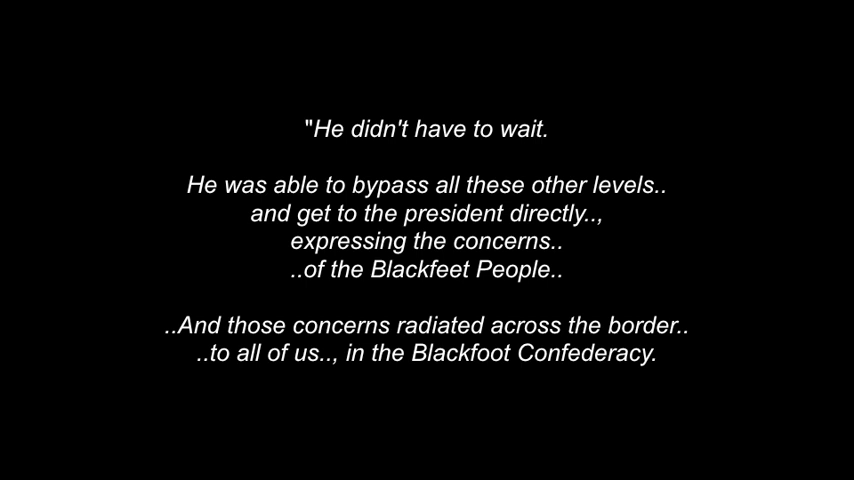 "He didn't have to wait.
He was able to bypass all these other levels..
and get to the president directly..,
expressing the concerns..
..of the Blackfeet People..
..And those concerns radiated across the border..
..to all of us.., in the Blackfoot Confederacy.